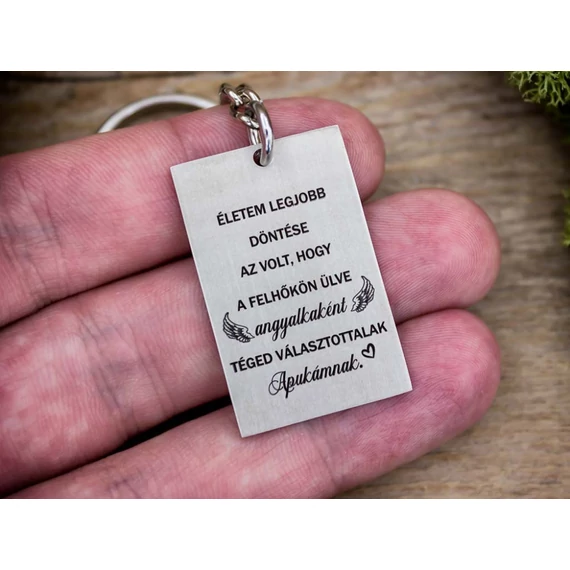 ÉLETEM LEGJOBB
DÖNTÉSE
AZ VOLT, HOGY
A FELHŐKÖN ÜLVE
angyalkaként
TÉGED VÁLASZTOTTALAK
Apukámnak.